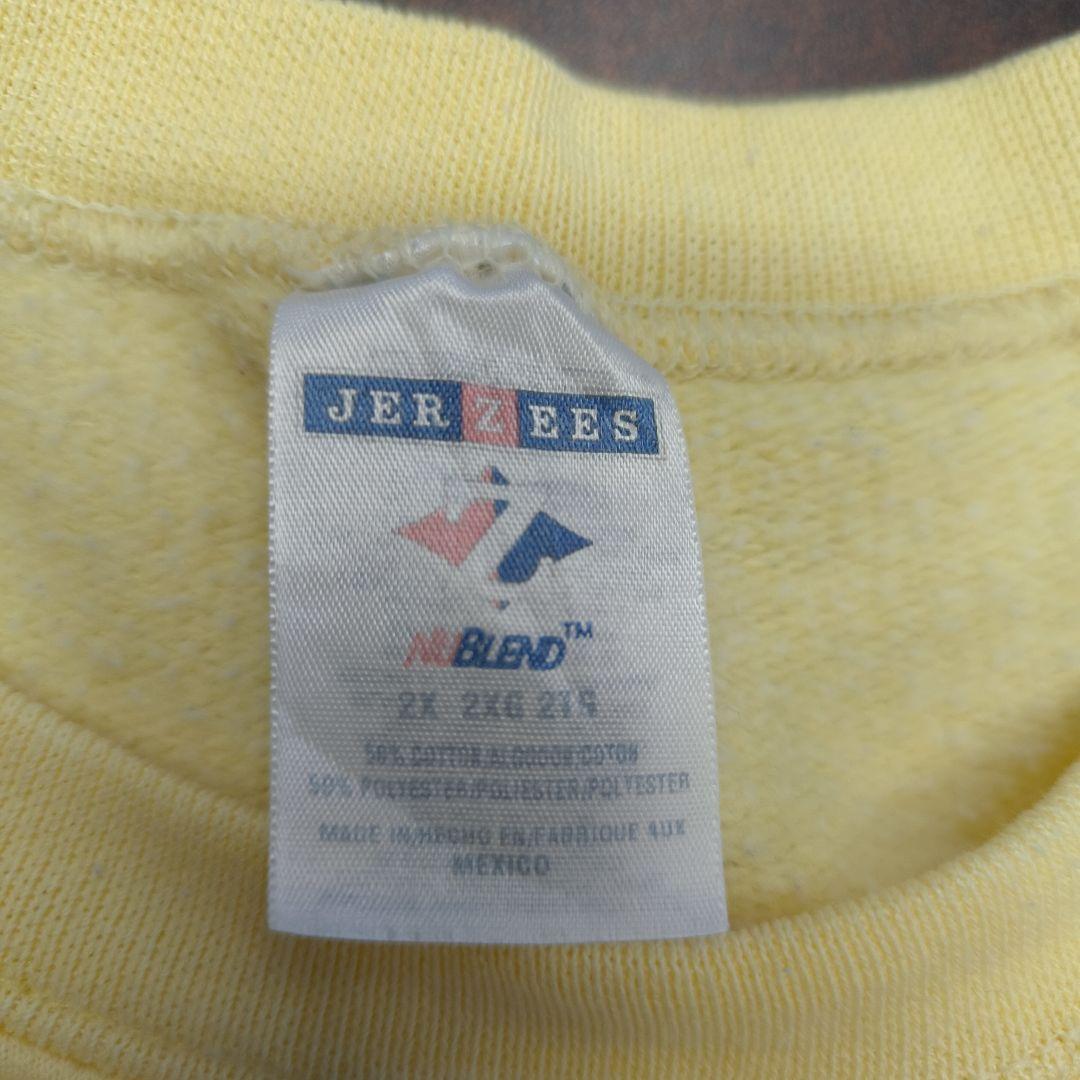 JERZEES
NUBLEND™
2X 2XG 2TG
50% COTTON/ALGODON/COTON
50% POLYESTER/POLIESTER/POLYESTER
MADE IN/HECHO EN/FABRIQUE AUX
MEXICO